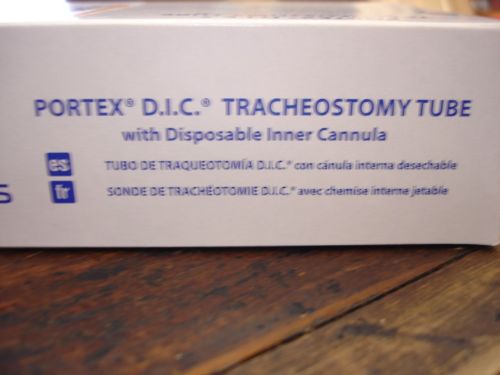 PORTEX® D.I.C.® TRACHEOSTOMY TUBE
with Disposable Inner Cannula
es TUBO DE TRAQUEOTOMÍA D.I.C.® con cánula interna desechable
fr SONDE DE TRACHÉOTOMIE D.I.C.® avec chemise interne jetable